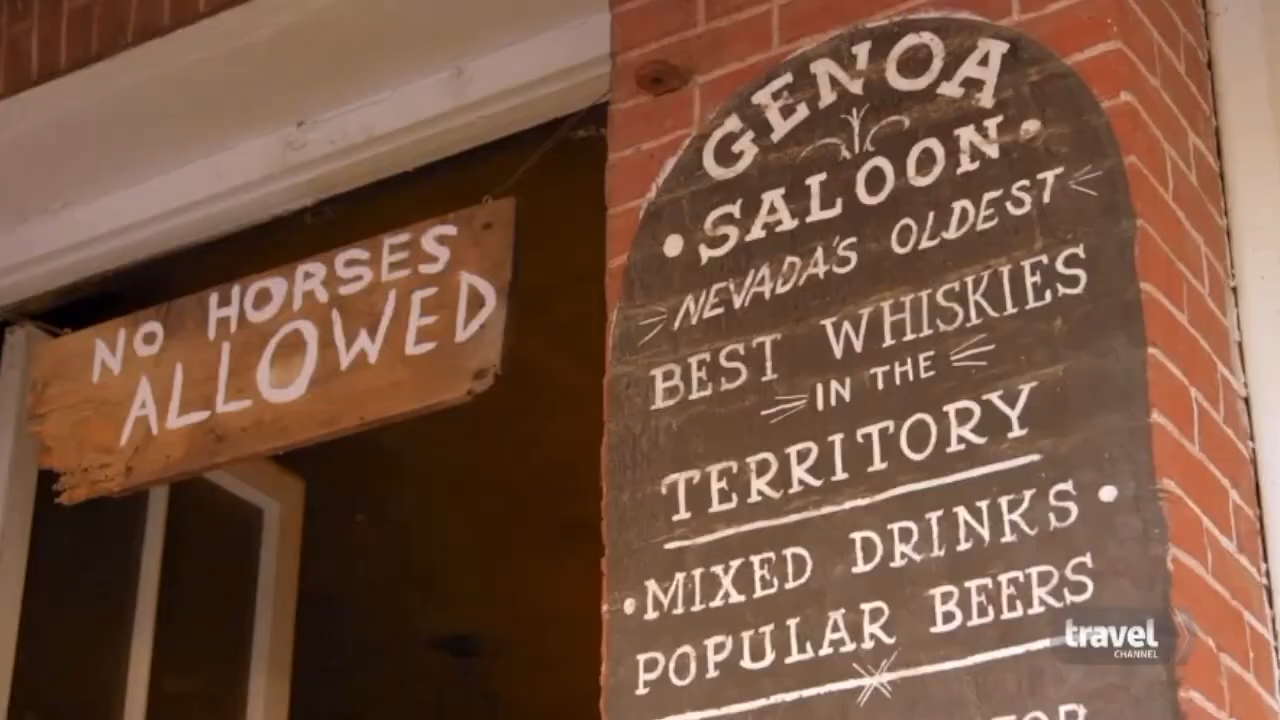 NO HORSES
ALLOWED
GENOA
SALOON
NEVADA'S OLDEST
BEST WHISKIES
IN THE
TERRITORY
MIXED DRINKS
POPULAR BEERS
travel
CHANNEL